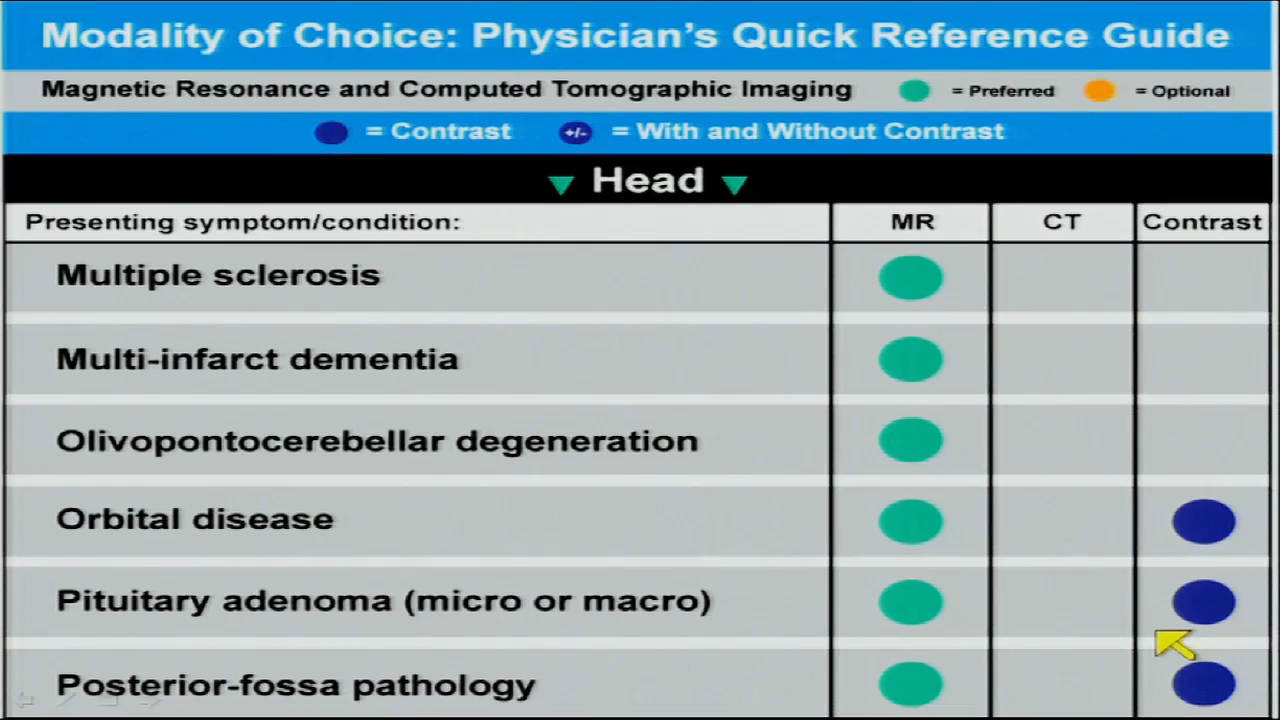 Modality of Choice: Physician's Quick Reference Guide
Magnetic Resonance and Computed Tomographic Imaging = Preferred = Optional
= Contrast +/- = With and Without Contrast
Head
Presenting symptom/condition: MR CT Contrast
Multiple sclerosis
Multi-infarct dementia
Olivopontocerebellar degeneration
Orbital disease
Pituitary adenoma (micro or macro)
Posterior-fossa pathology